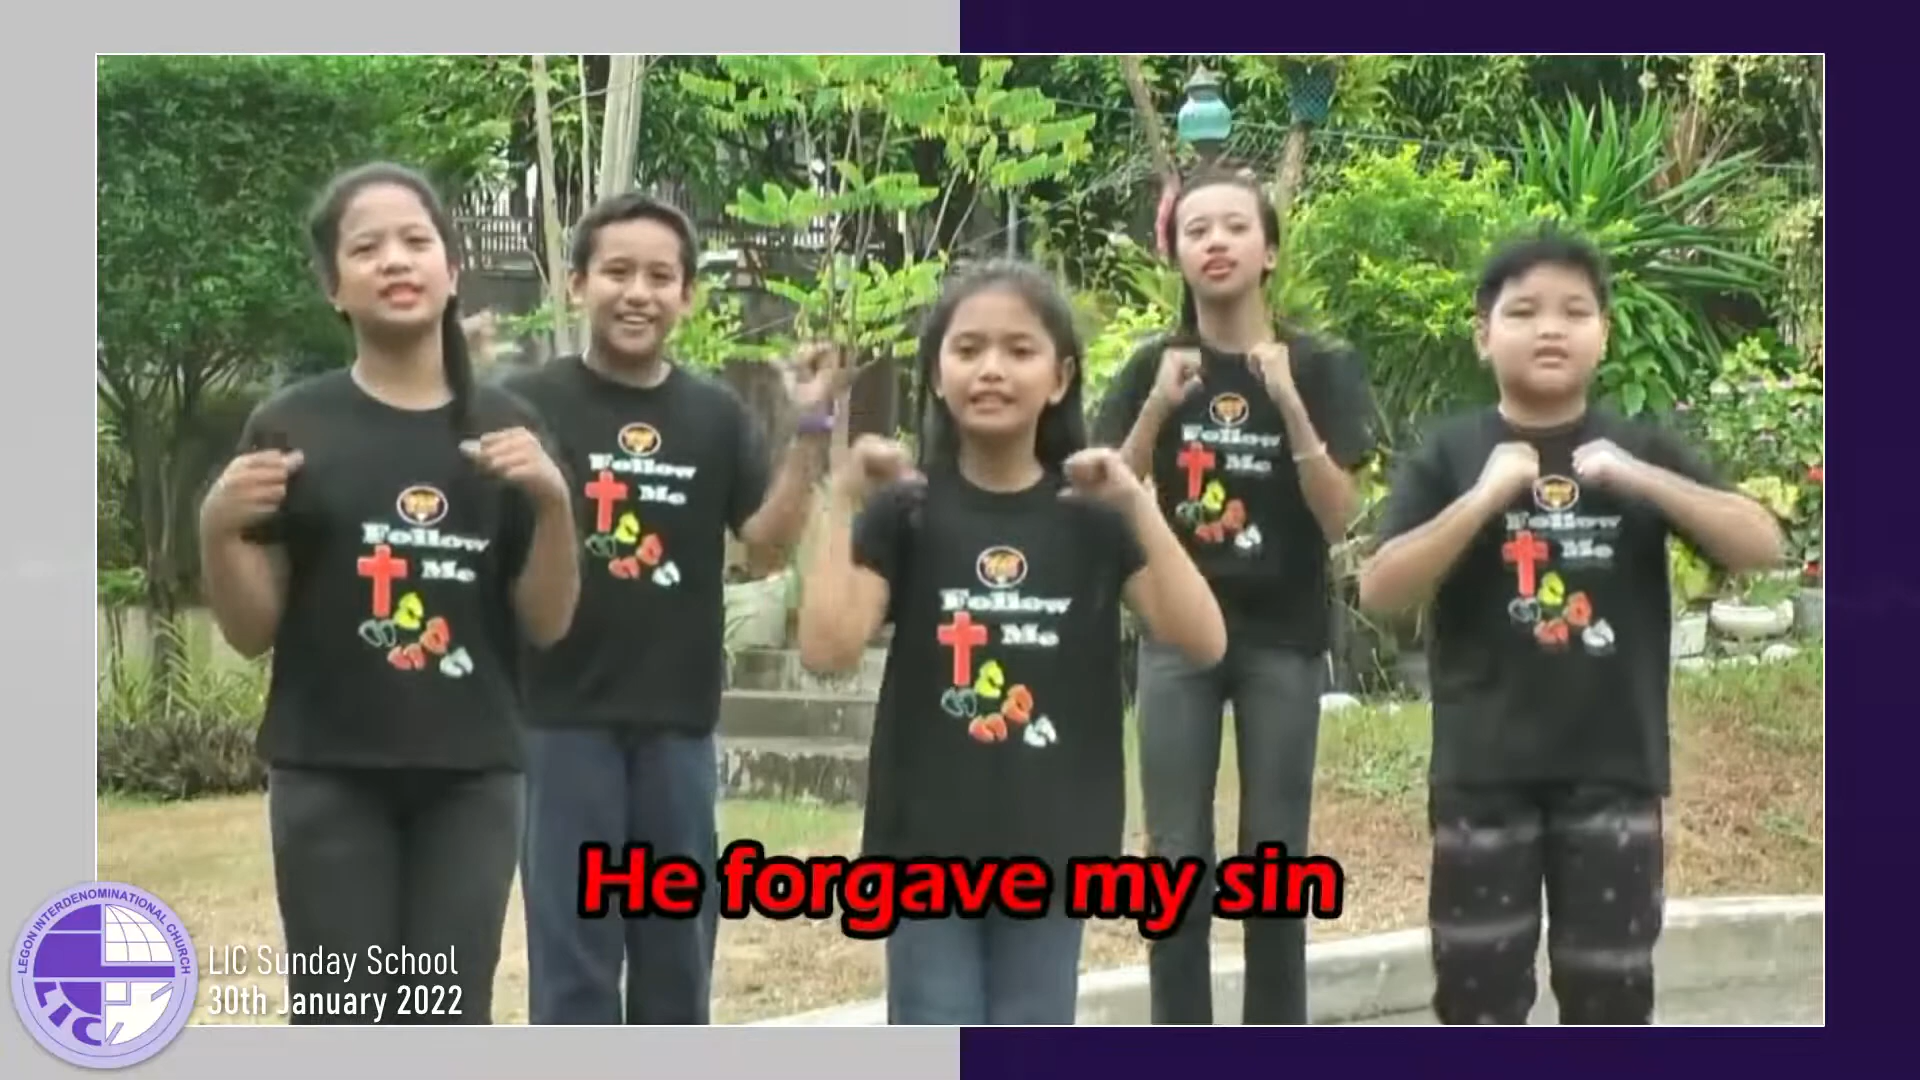 Follow
Me
Follow
Me
Follow
Me
Follow
Me
Follow
Me
He forgave my sin
LEGON INTERDENOMINATIONAL CHURCH
LIC
LIC Sunday School
30th January 2022